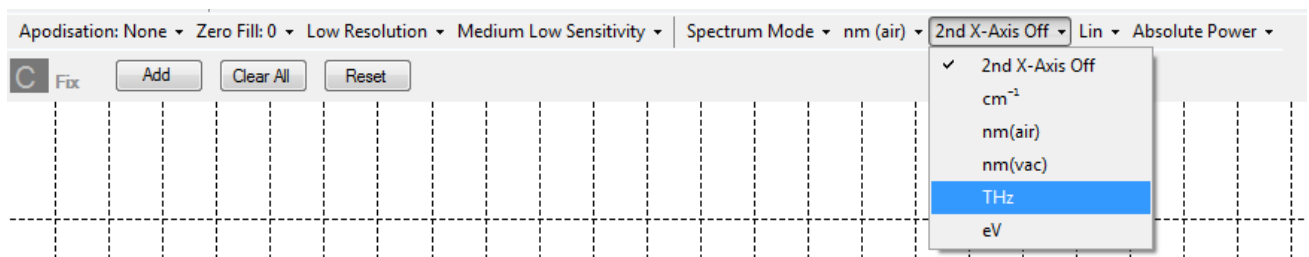 Apodisation: None Zero Fill: 0 Low Resolution Medium Low Sensitivity Spectrum Mode nm (air) 2nd X-Axis Off Lin Absolute Power
C Fix Add Clear All Reset
2nd X-Axis Off
cm⁻¹
nm(air)
nm(vac)
THz
eV